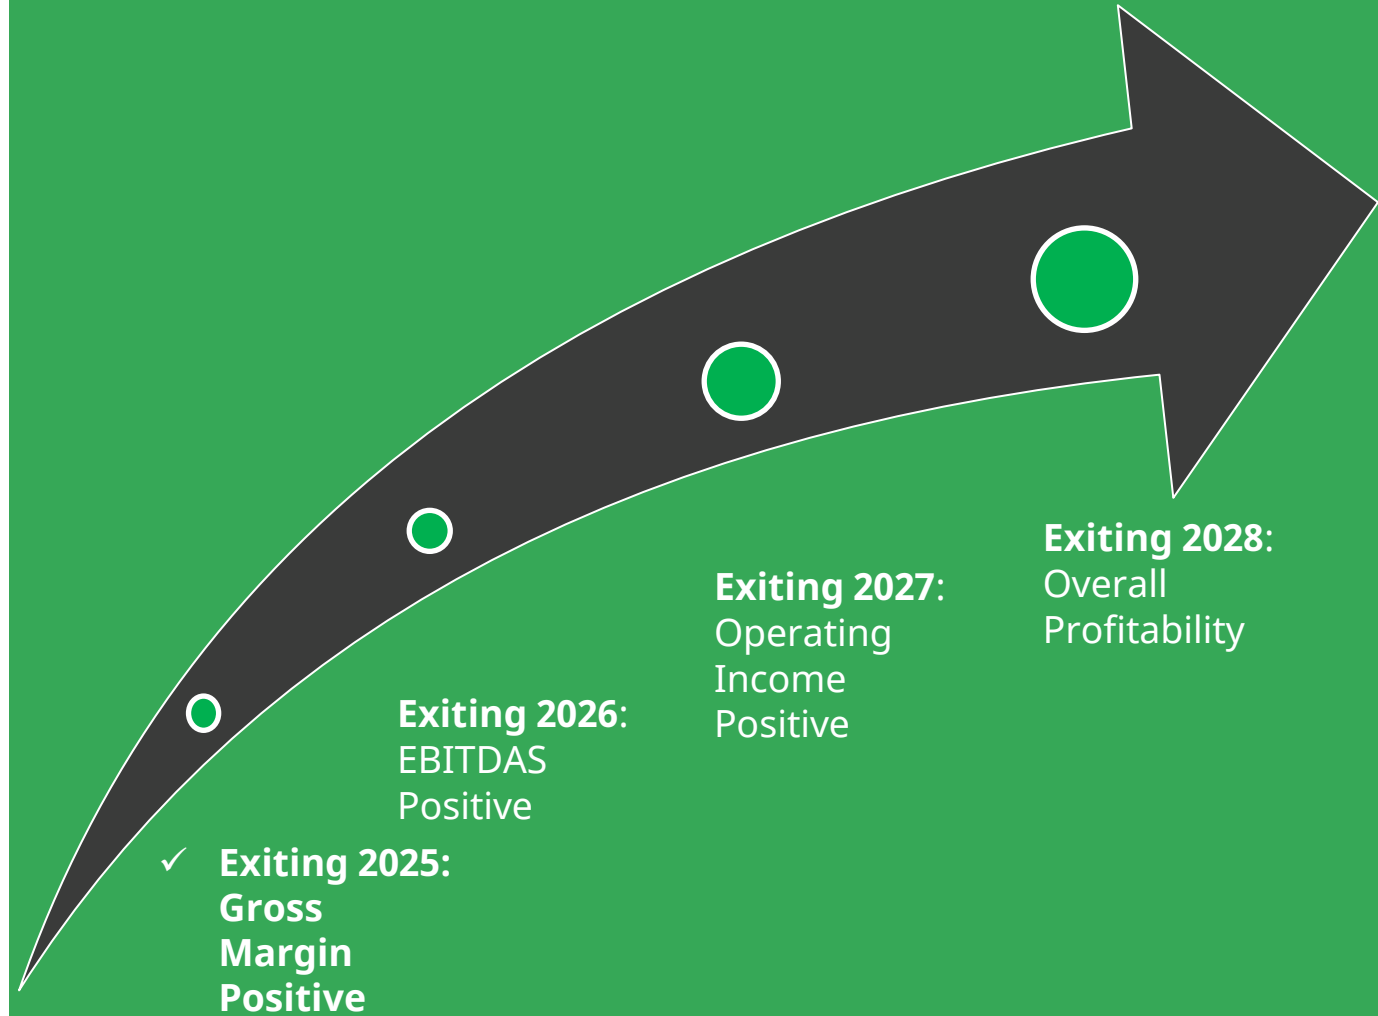 ✓ Exiting 2025:
Gross
Margin
Positive
Exiting 2026:
EBITDAS
Positive
Exiting 2027:
Operating
Income
Positive
Exiting 2028:
Overall
Profitability